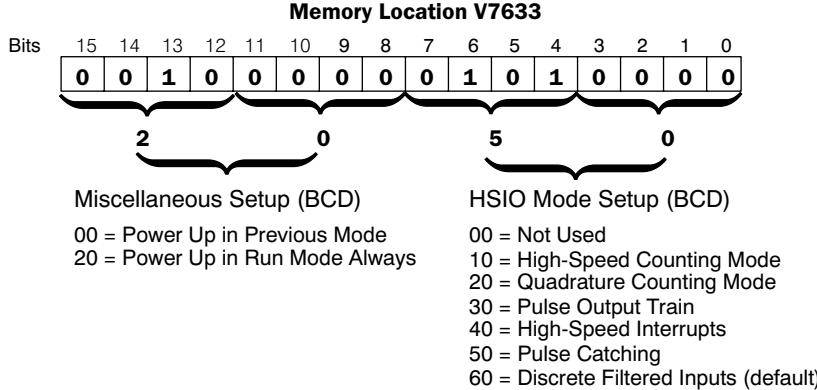 Memory Location V7633
Bits 15 14 13 12 11 10 9 8 7 6 5 4 3 2 1 0
0 0 1 0 0 0 0 0 0 1 0 1 0 0 0 0
2 0 5 0
Miscellaneous Setup (BCD)
00 = Power Up in Previous Mode
20 = Power Up in Run Mode Always
HSIO Mode Setup (BCD)
00 = Not Used
10 = High-Speed Counting Mode
20 = Quadrature Counting Mode
30 = Pulse Output Train
40 = High-Speed Interrupts
50 = Pulse Catching
60 = Discrete Filtered Inputs (default)